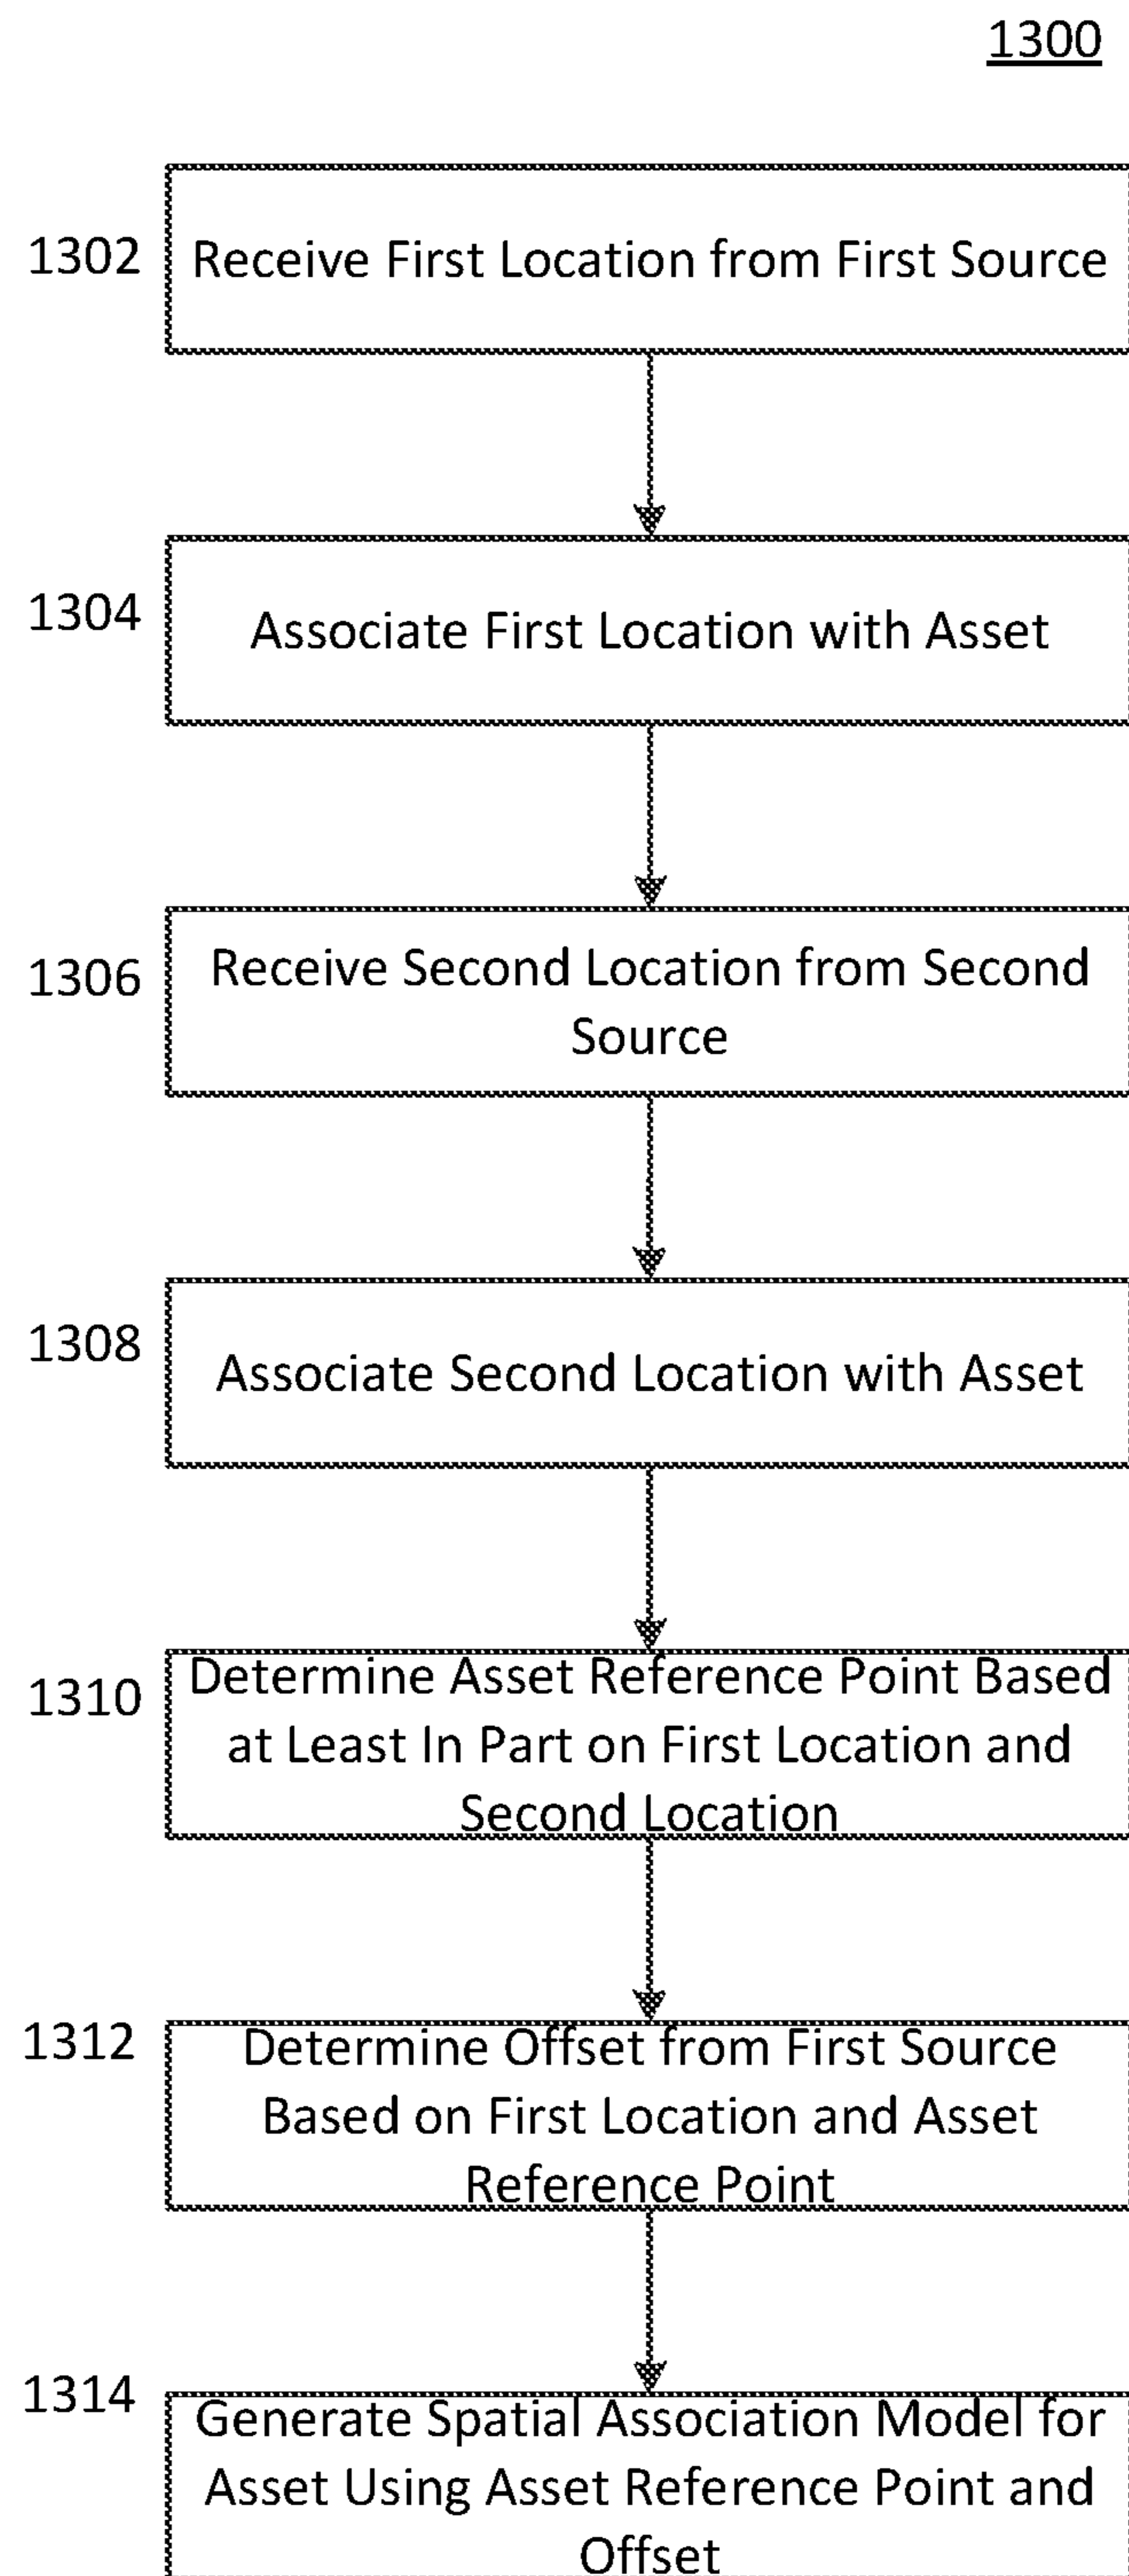 1300
1302
Receive First Location from First Source
1304
Associate First Location with Asset
1306
Receive Second Location from Second
Source
1308
Associate Second Location with Asset
1310
Determine Asset Reference Point Based
at Least In Part on First Location and
Second Location
1312
Determine Offset from First Source
Based on First Location and Asset
Reference Point
1314
Generate Spatial Association Model for
Asset Using Asset Reference Point and
Offset